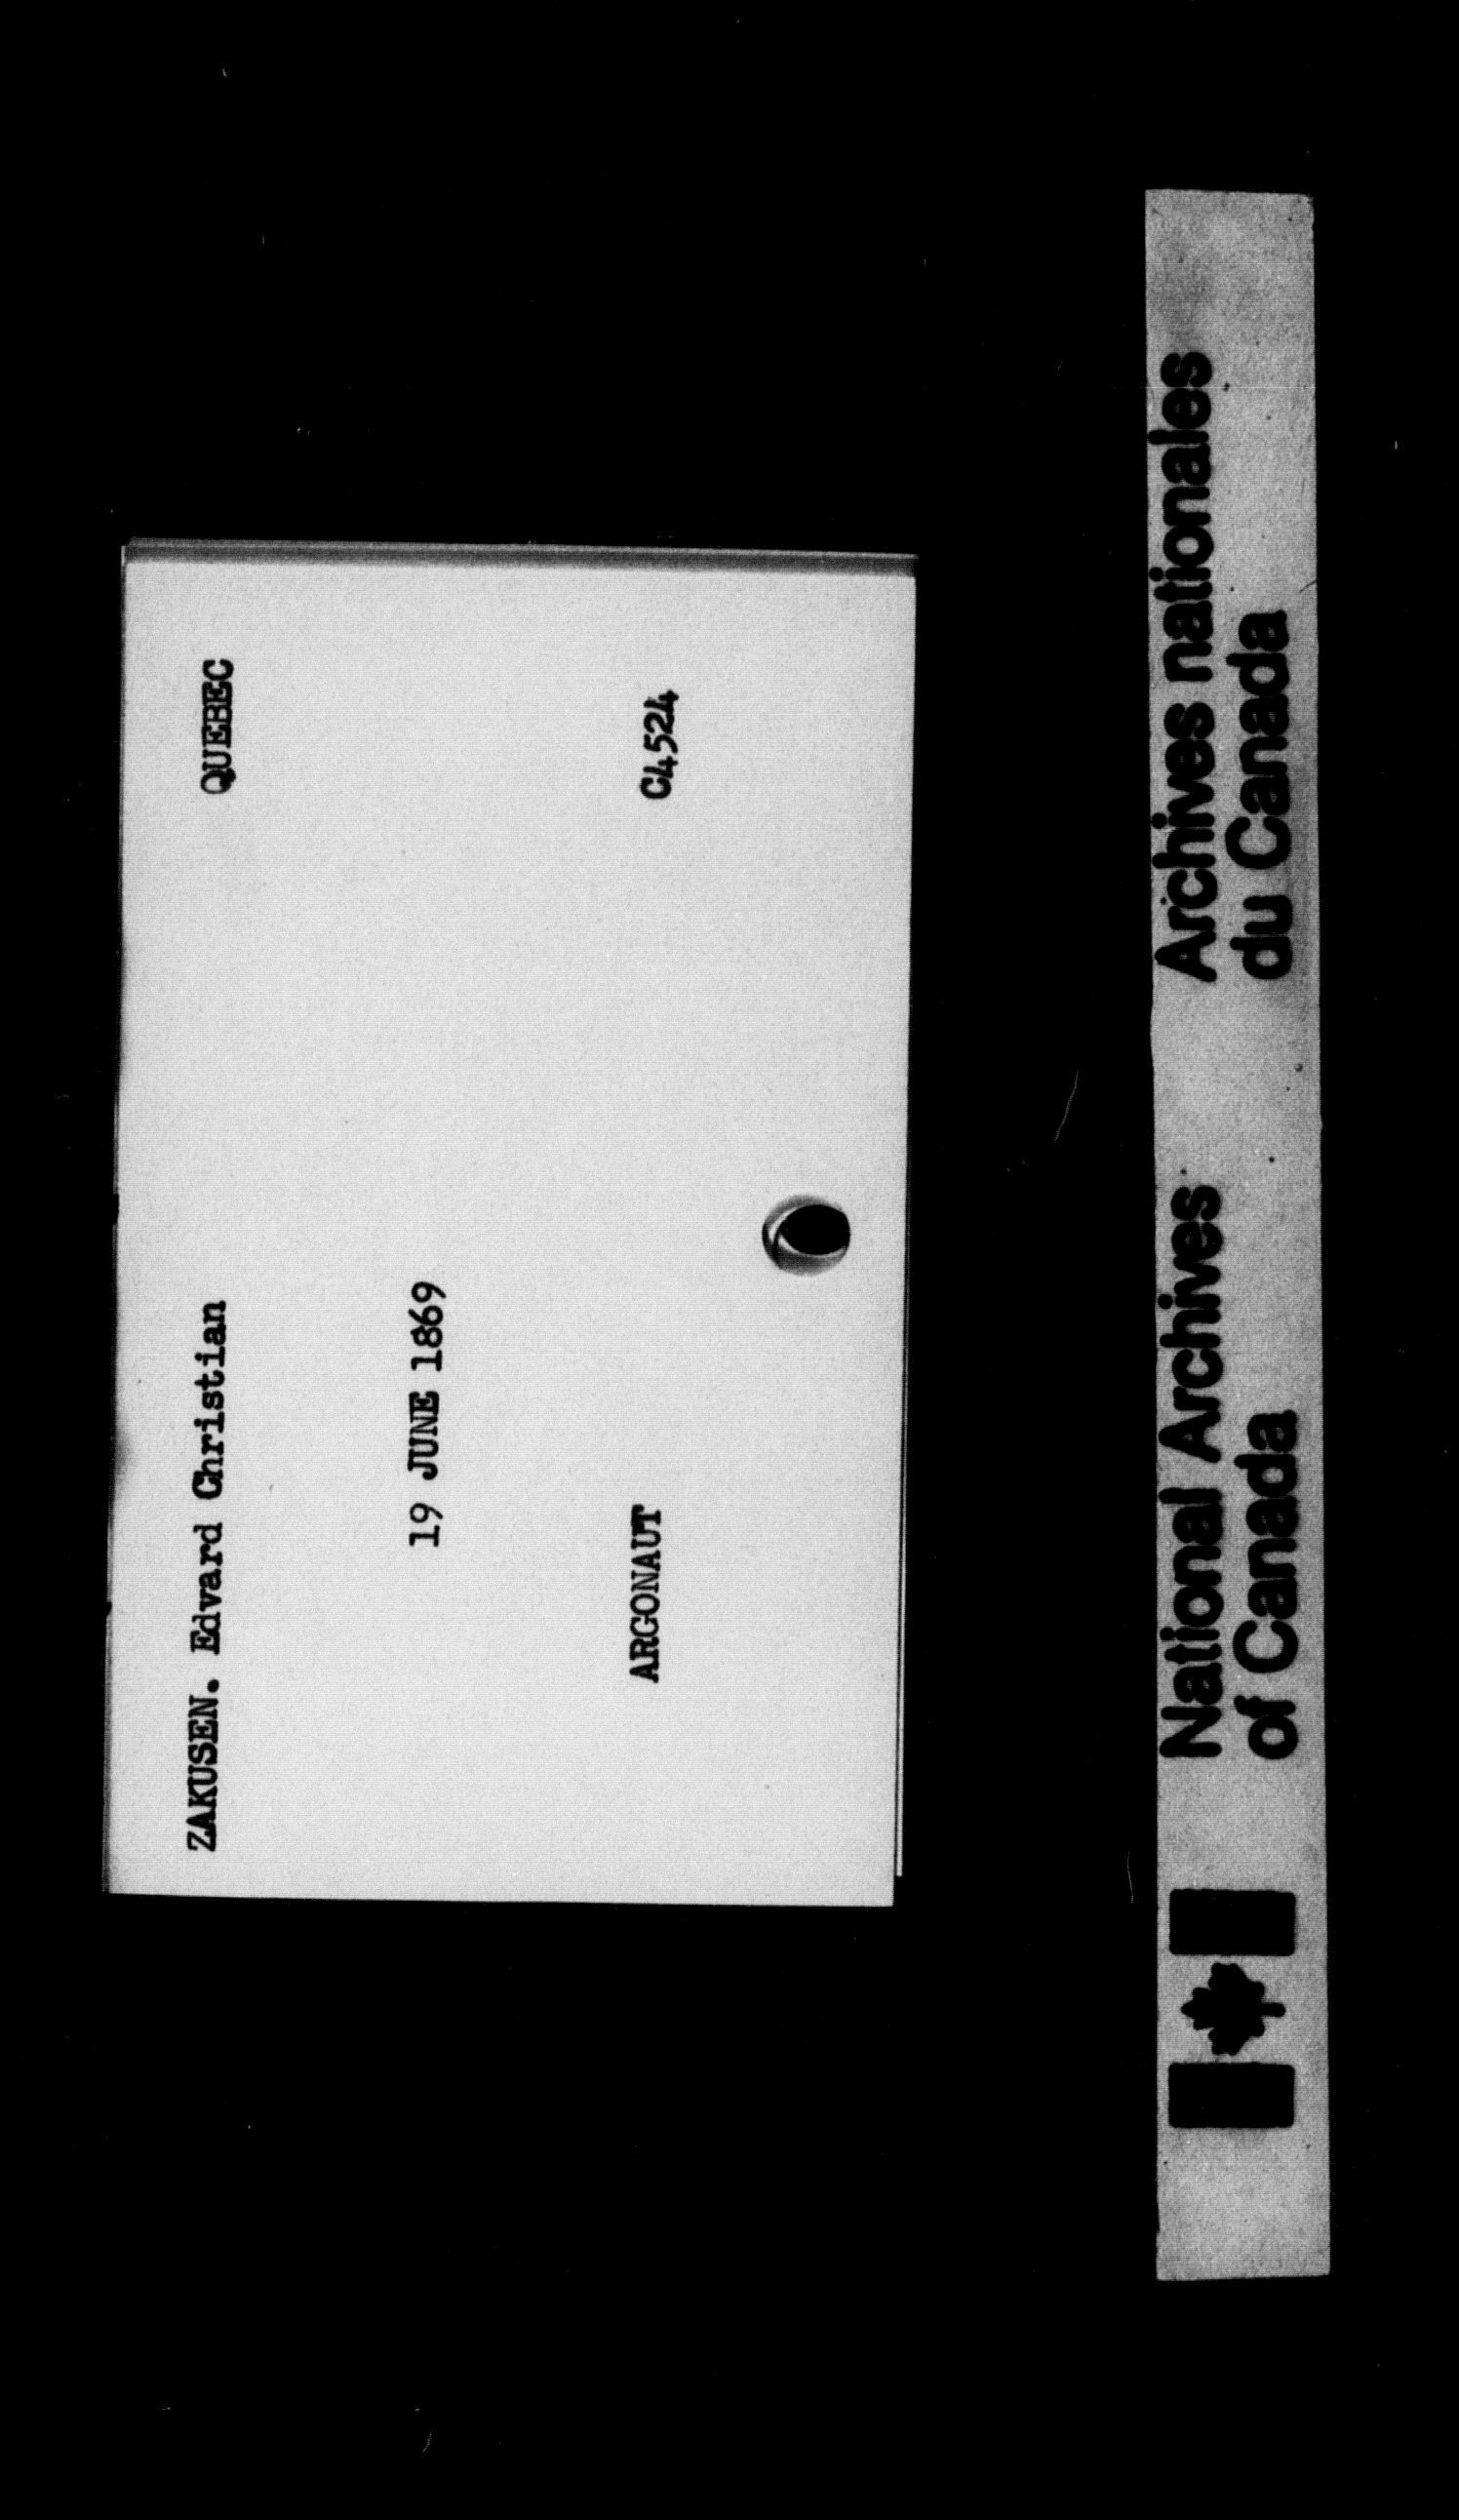 ZAKUSEN. Edvard Christian QUEBEC
19 JUNE 1869
ARGONAUT C4524
National Archives Archives nationales
of Canada du Canada